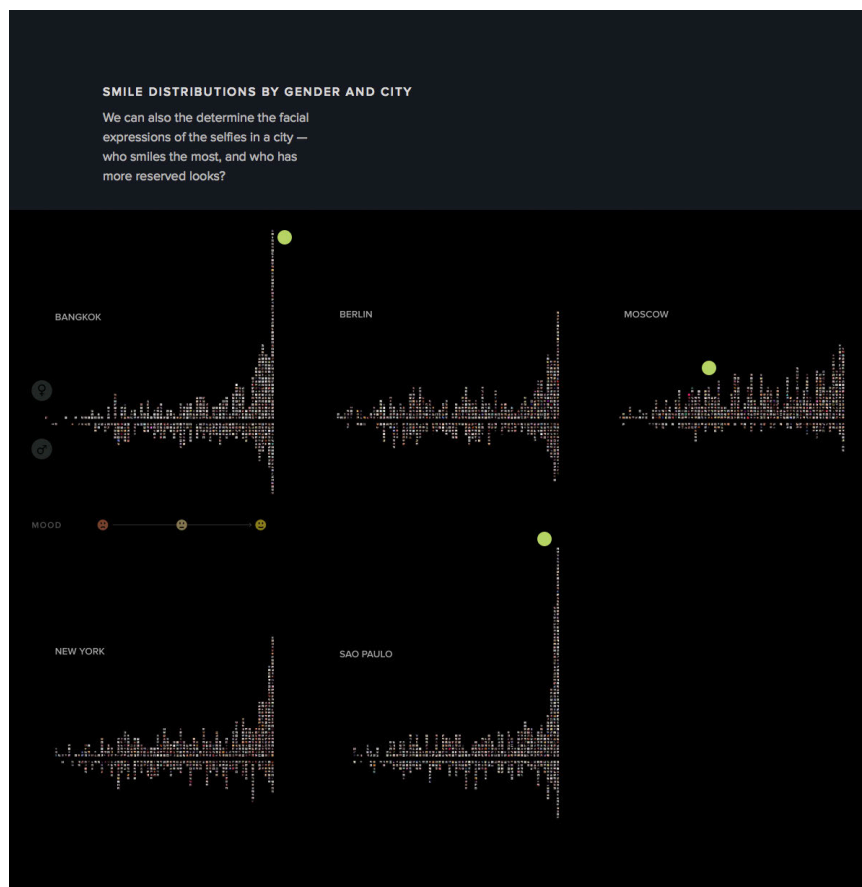 SMILE DISTRIBUTIONS BY GENDER AND CITY
We can also the determine the facial
expressions of the selfies in a city —
who smiles the most, and who has
more reserved looks?
BANGKOK
BERLIN
MOSCOW
MOOD
NEW YORK
SAO PAULO